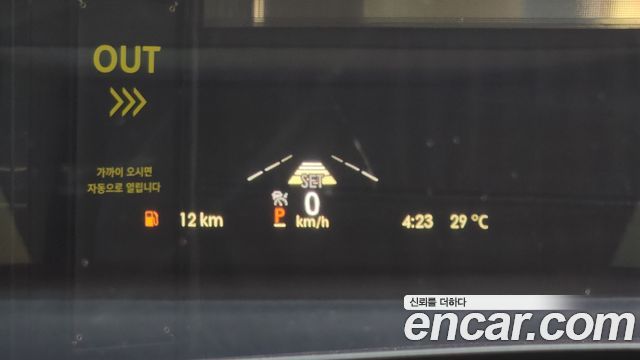 OUT
가까이 오시면
자동으로 열립니다
SET
0
12 km
P
km/h
4:23
29 °C
신뢰를 더하다
encar.com